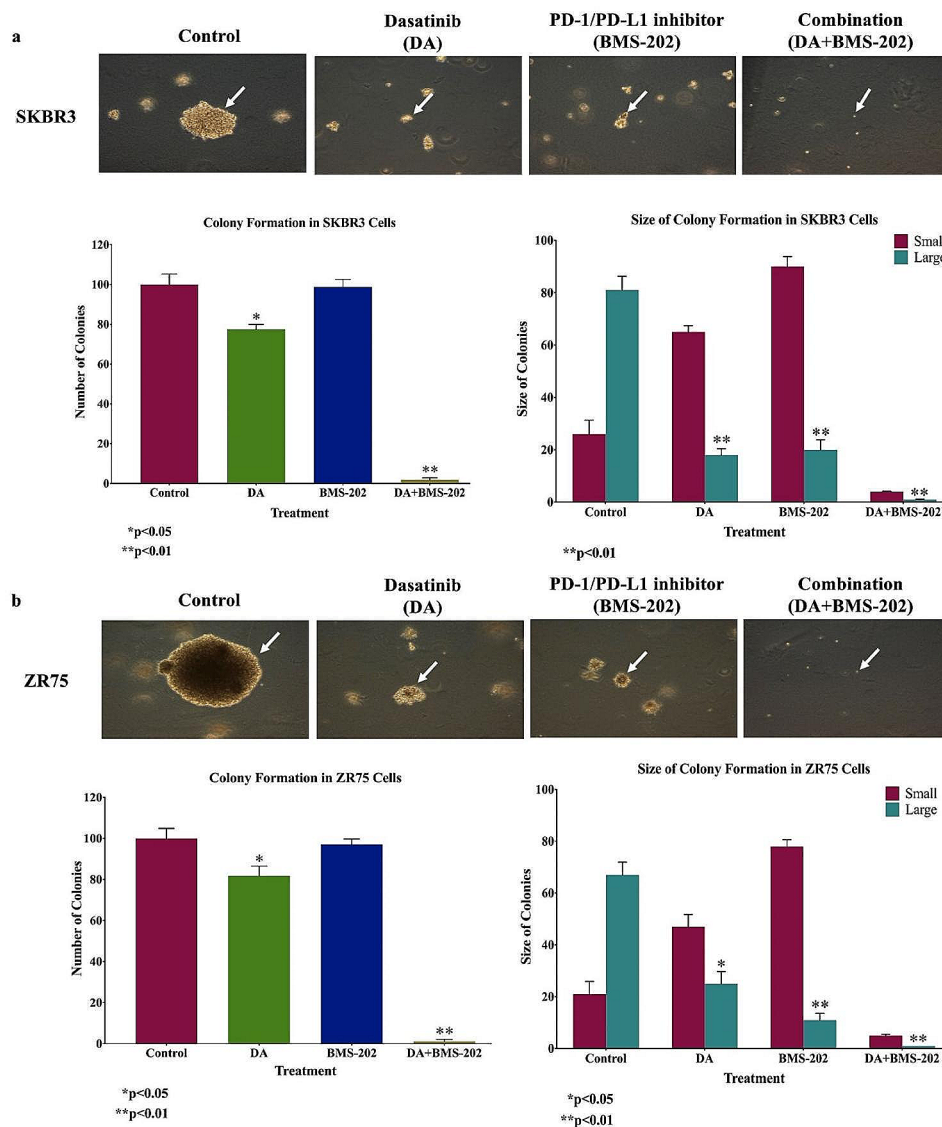 a
Control
Dasatinib
(DA)
PD-1/PD-L1 inhibitor
(BMS-202)
Combination
(DA+BMS-202)
SKBR3
Colony Formation in SKBR3 Cells
Number of Colonies
120
100
80
60
40
20
0
*
**
Control DA BMS-202 DA+BMS-202
Treatment
*p<0.05
**p<0.01
Size of Colony Formation in SKBR3 Cells
Small
Large
Size of Colonies
100
80
60
40
20
0
**
**
**
Control DA BMS-202 DA+BMS-202
Treatment
**p<0.01
b
Control
Dasatinib
(DA)
PD-1/PD-L1 inhibitor
(BMS-202)
Combination
(DA+BMS-202)
ZR75
Colony Formation in ZR75 Cells
Number of Colonies
120
100
80
60
40
20
0
*
**
Control DA BMS-202 DA+BMS-202
Treatment
*p<0.05
**p<0.01
Size of Colony Formation in ZR75 Cells
Small
Large
Size of Colonies
100
80
60
40
20
0
*
**
**
Control DA BMS-202 DA+BMS-202
Treatment
*p<0.05
**p<0.01